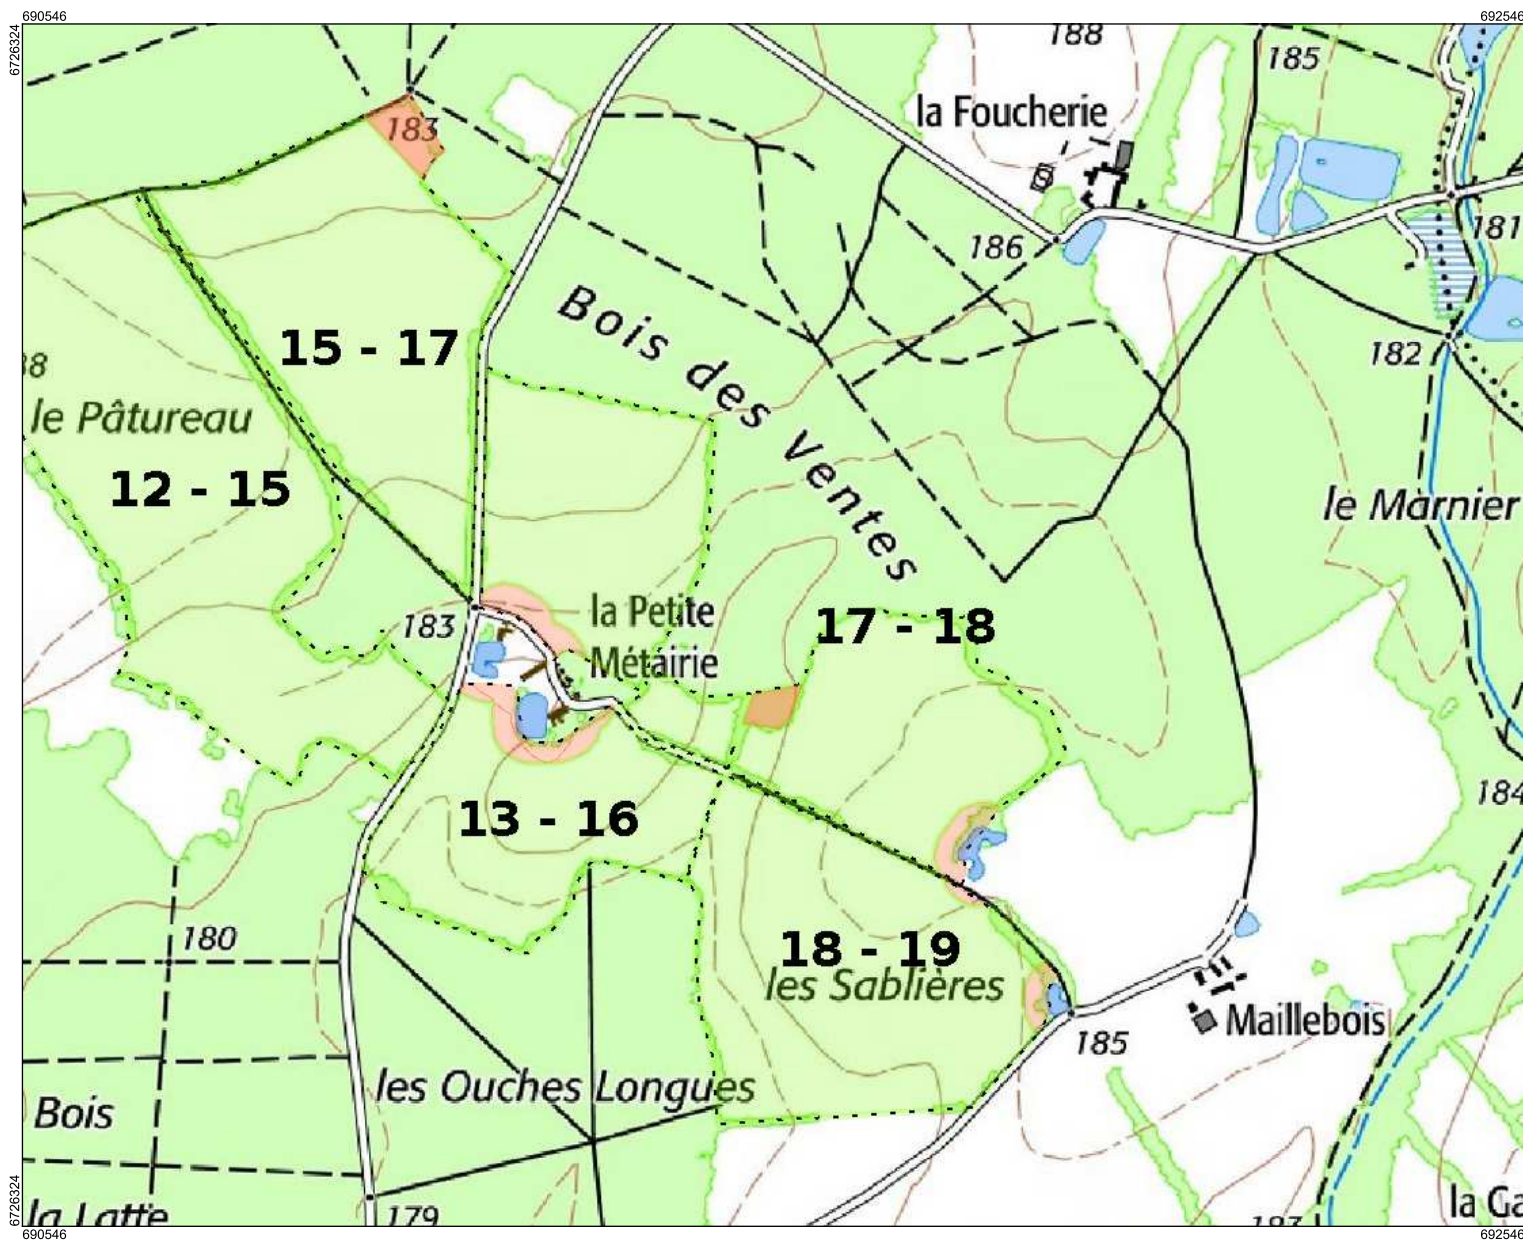 690546
692546
6726324
188
185
la Foucherie
183
181
186
Bois des Ventes
15 - 17
182
le Pâtureau
12 - 15
le Marnier
la Petite
Métairie
183
17 - 18
184
13 - 16
180
18 - 19
les Sablières
Maillebois
185
les Ouches Longues
Bois
la Latte
179
6726324
690546
692546